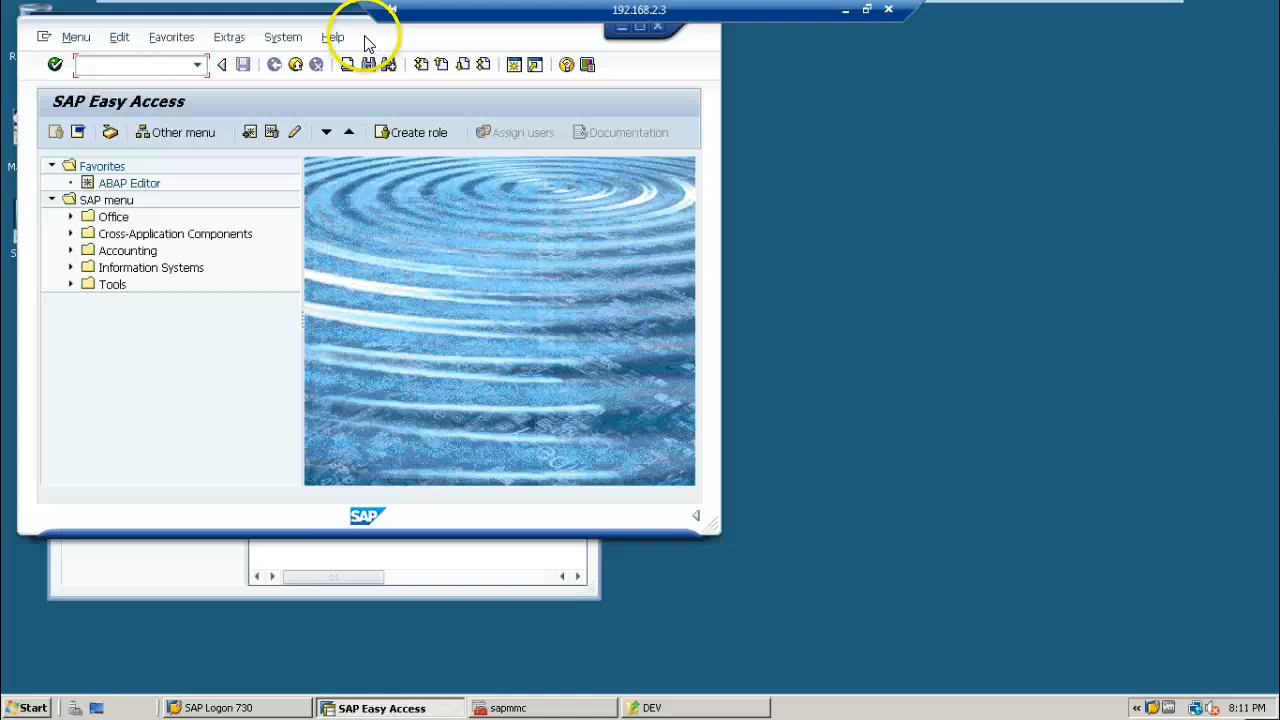 192.168.2.3
Menu Edit Favorites Extras System Help
SAP Easy Access
Other menu Create role Assign users Documentation
Favorites
ABAP Editor
SAP menu
Office
Cross-Application Components
Accounting
Information Systems
Tools
SAP
Start SAP Logon 730 SAP Easy Access sapmmc DEV 8:11 PM